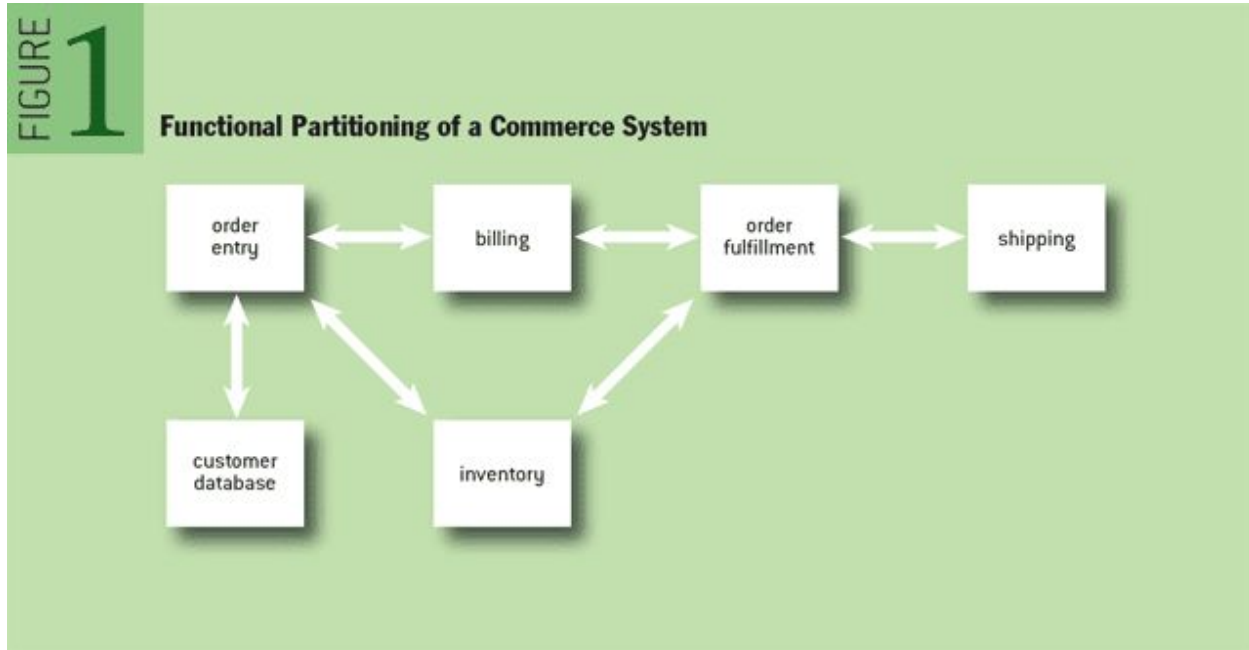 FIGURE
1
Functional Partitioning of a Commerce System
order
entry
billing
order
fulfillment
shipping
customer
database
inventory